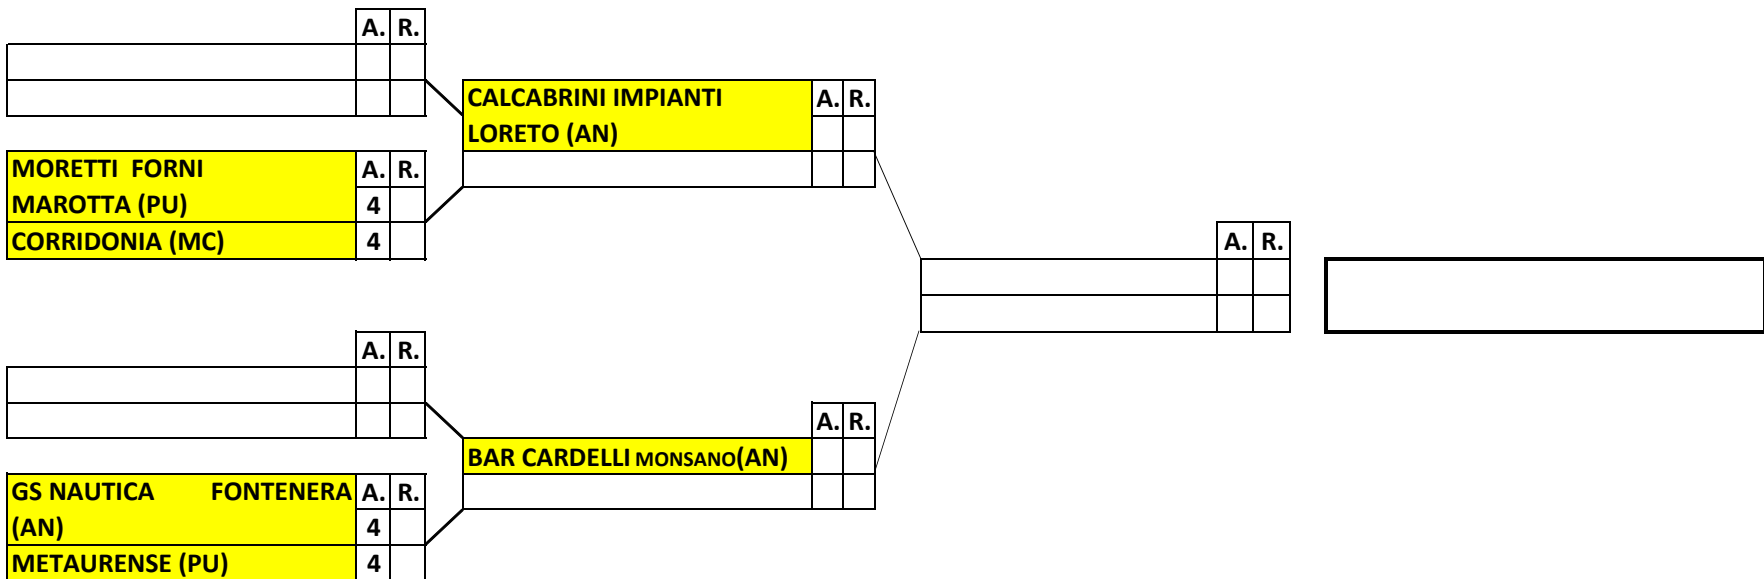 A. R.
CALCABRINI IMPIANTI A. R.
LORETO (AN)
MORETTI FORNI A. R.
MAROTTA (PU) 4
CORRIDONIA (MC) 4
A. R.
A. R.
A. R.
BAR CARDELLI MONSANO(AN)
GS NAUTICA FONTENERA A. R.
(AN) 4
METAURENSE (PU) 4